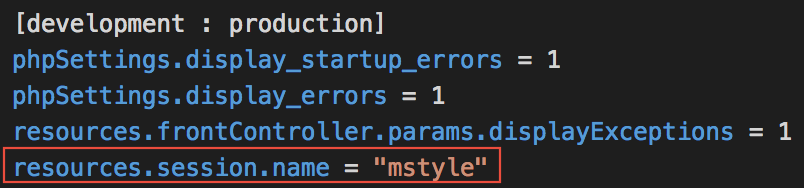 [development : production]
phpSettings.display_startup_errors = 1
phpSettings.display_errors = 1
resources.frontController.params.displayExceptions = 1
resources.session.name = "mstyle"